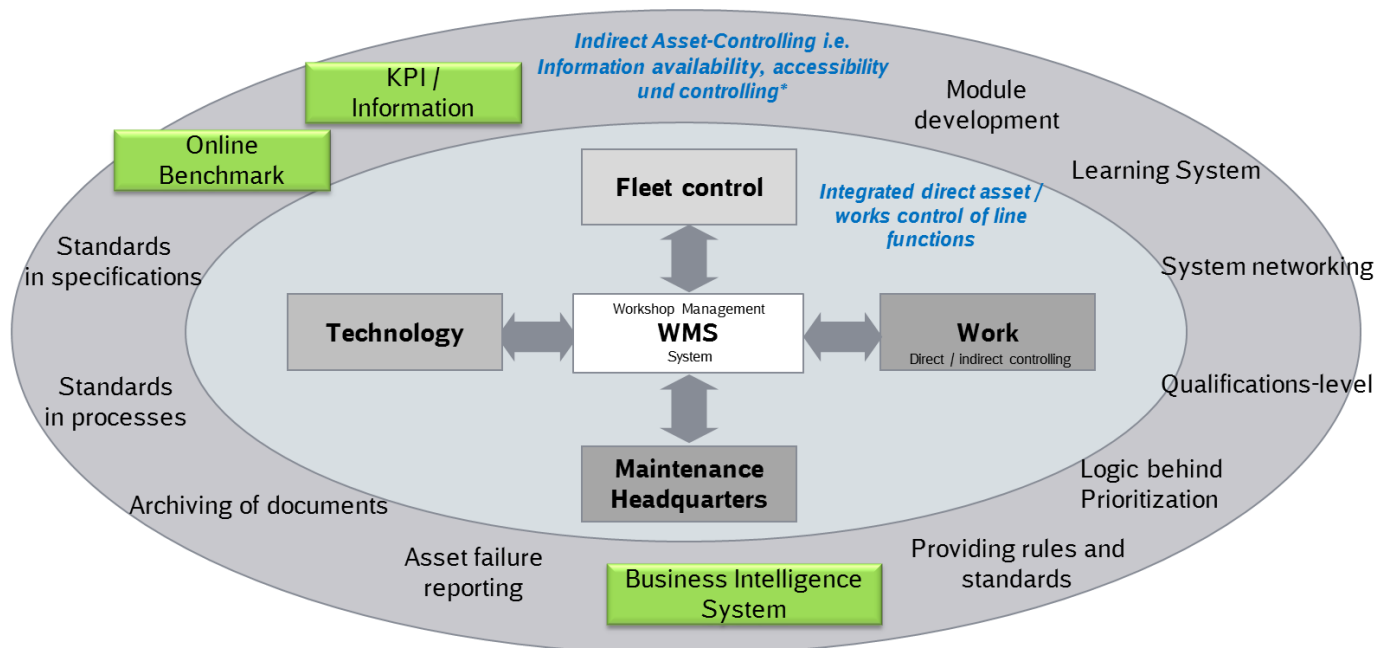 Indirect Asset-Controlling i.e.
Information availability, accessibility
und controlling*
KPI /
Information
Online
Benchmark
Module
development
Learning System
Fleet control
Integrated direct asset /
works control of line
functions
Standards
in specifications
System networking
Technology
Workshop Management
WMS
System
Work
Direct / indirect controlling
Standards
in processes
Qualifications-level
Maintenance
Headquarters
Logic behind
Prioritization
Archiving of documents
Asset failure
reporting
Business Intelligence
System
Providing rules and
standards